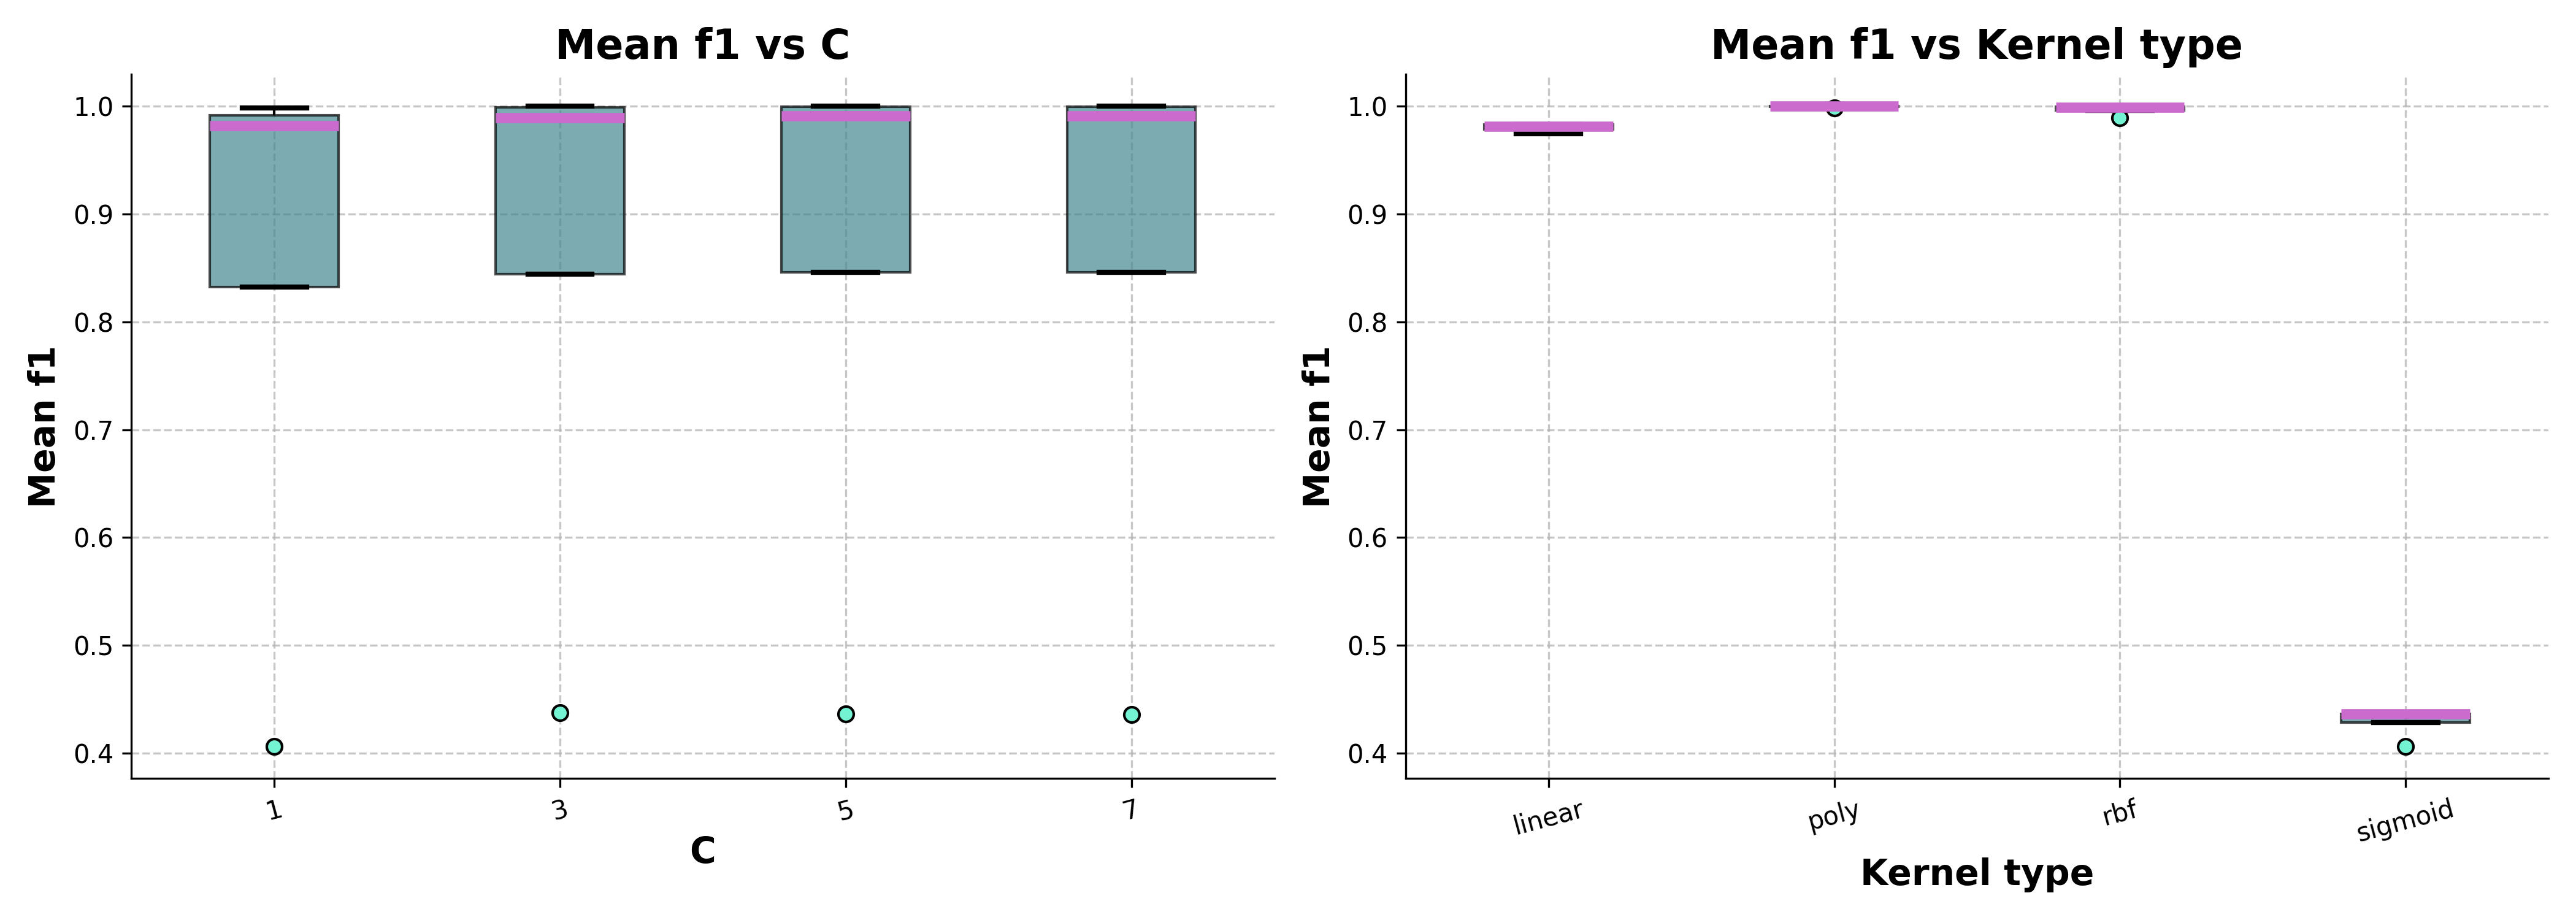 Mean f1 vs C
Mean f1
1.0
0.9
0.8
0.7
0.6
0.5
0.4
1
3
5
7
C
Mean f1 vs Kernel type
Mean f1
1.0
0.9
0.8
0.7
0.6
0.5
0.4
linear
poly
rbf
sigmoid
Kernel type